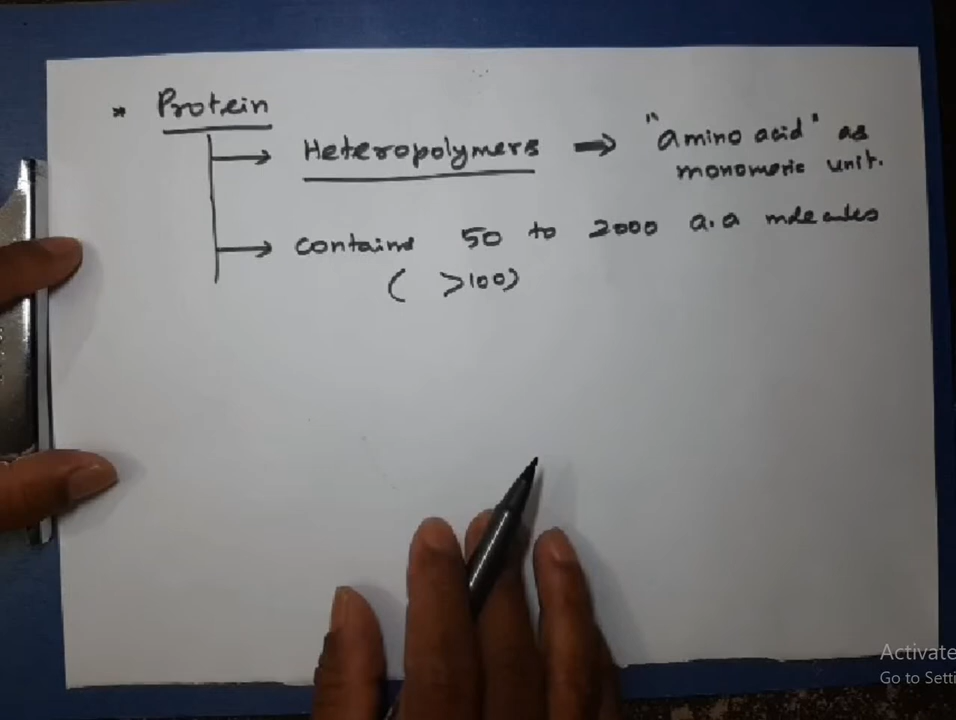 * Protein
→ Heteropolymers → "amino acid" as
monomeric unit.
→ contains 50 to 2000 a.a molecules
( >100)
Activate
Go to Setti